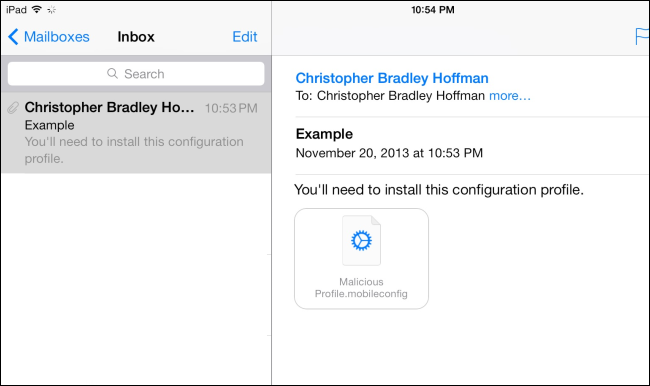 iPad 10:54 PM
Mailboxes Inbox Edit
Search
Christopher Bradley Ho... 10:53 PM
Example
You'll need to install this configuration
profile.
Christopher Bradley Hoffman
To: Christopher Bradley Hoffman more...
Example
November 20, 2013 at 10:53 PM
You'll need to install this configuration profile.
Malicious
Profile.mobileconfig